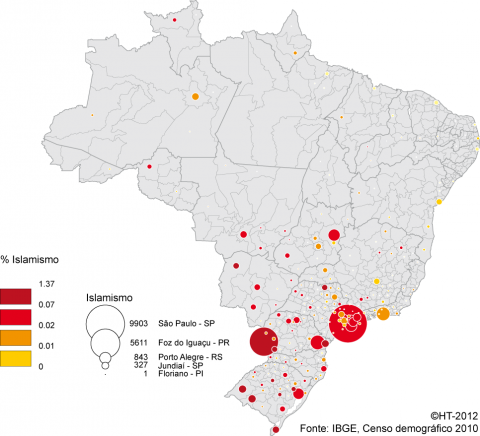 % Islamismo
1.37
0.07
0.02
0.01
0
Islamismo
9903 São Paulo - SP
5611 Foz do Iguaçu - PR
843 Porto Alegre - RS
327 Jundiai - SP
1 Floriano - PI
©HT-2012
Fonte: IBGE, Censo demográfico 2010